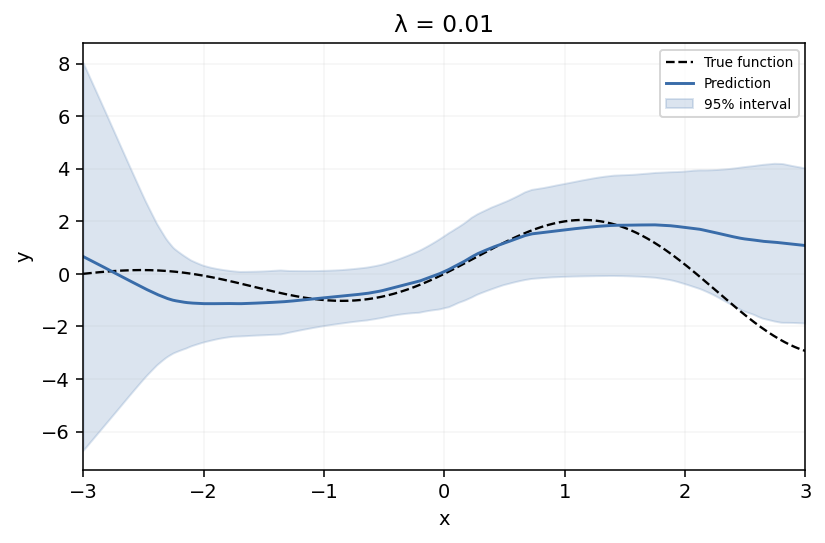 λ = 0.01
8
6
4
2
0
−2
−4
−6
y
True function
Prediction
95% interval
−3 −2 −1 0 1 2 3
x